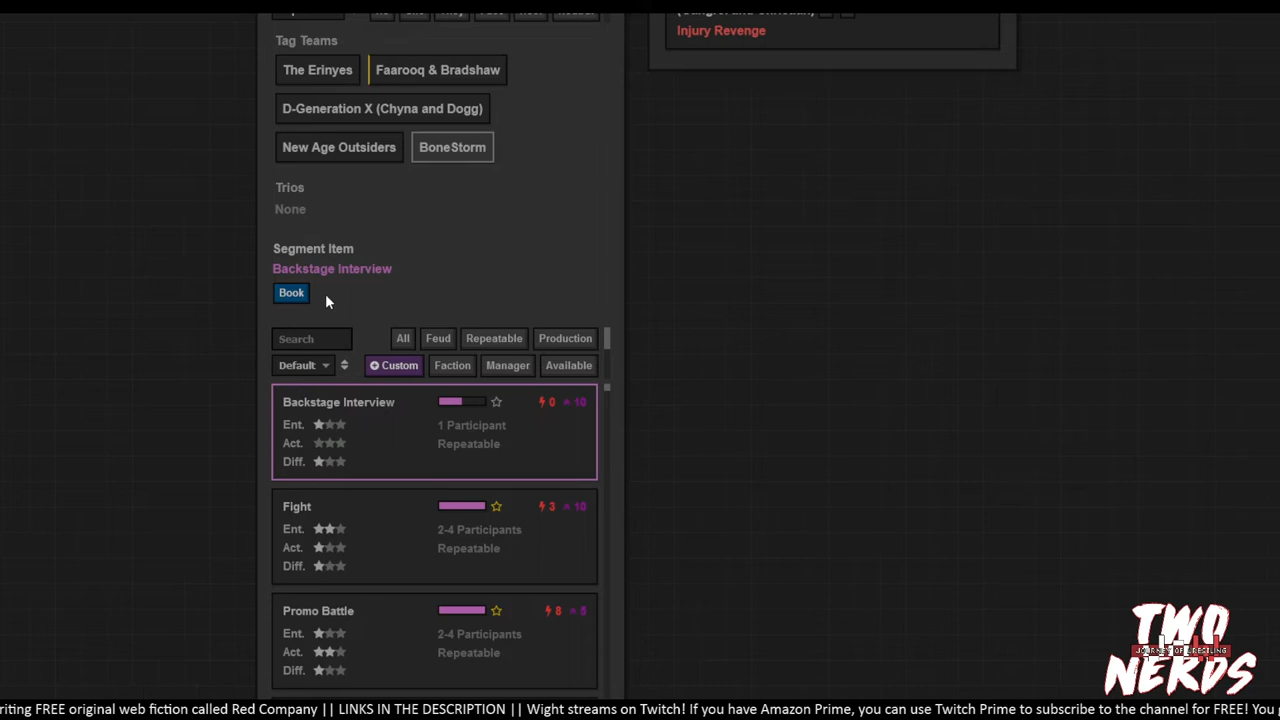 Injury Revenge
Tag Teams
The Erinyes
Faarooq & Bradshaw
D-Generation X (Chyna and Dogg)
New Age Outsiders
BoneStorm
Trios
None
Segment Item
Backstage Interview
Book
Search
All
Feud
Repeatable
Production
Default
Custom
Faction
Manager
Available
Backstage Interview
0
10
Ent.
1 Participant
Act.
Repeatable
Diff.
Fight
3
10
Ent.
2-4 Participants
Act.
Repeatable
Diff.
Promo Battle
8
5
Ent.
2-4 Participants
Act.
Repeatable
Diff.
TWO
JOURNEY OF WRESTLING
NERDS
riting FREE original web fiction called Red Company || LINKS IN THE DESCRIPTION || Wight streams on Twitch! If you have Amazon Prime, you can use Twitch Prime to subscribe to the channel for FREE! You g